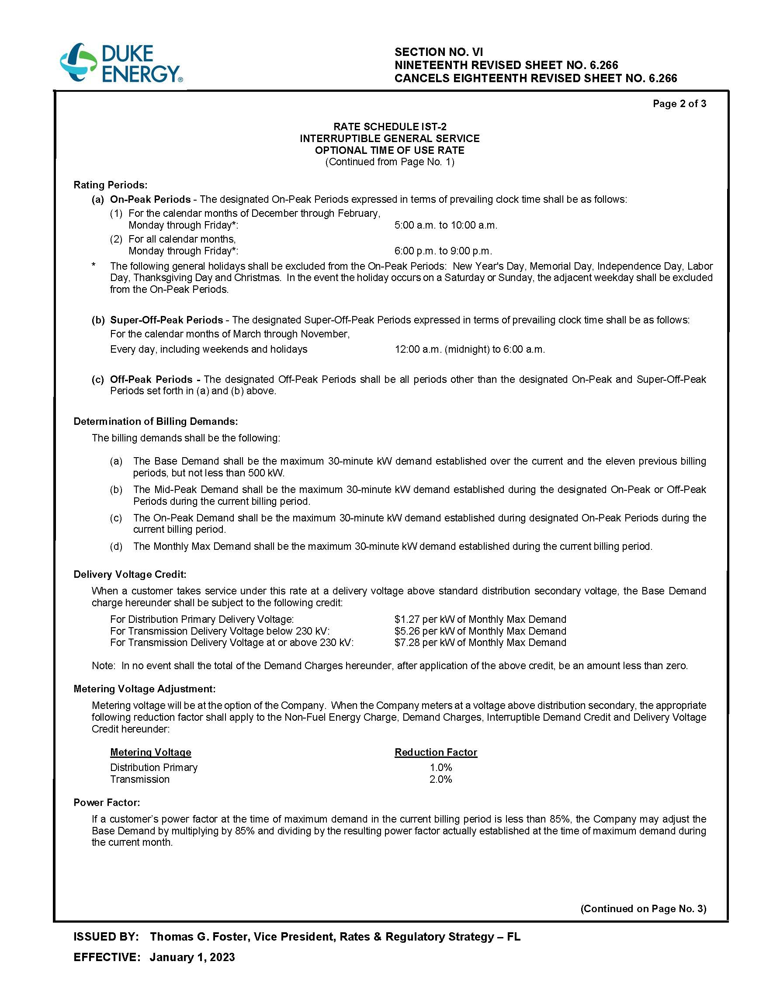 DUKE
ENERGY®
SECTION NO. VI
NINETEENTH REVISED SHEET NO. 6.266
CANCELS EIGHTEENTH REVISED SHEET NO. 6.266
Page 2 of 3
RATE SCHEDULE IST-2
INTERRUPTIBLE GENERAL SERVICE
OPTIONAL TIME OF USE RATE
(Continued from Page No. 1)
Rating Periods:
(a) On-Peak Periods - The designated On-Peak Periods expressed in terms of prevailing clock time shall be as follows:
(1) For the calendar months of December through February,
Monday through Friday*: 5:00 a.m. to 10:00 a.m.
(2) For all calendar months,
Monday through Friday*: 6:00 p.m. to 9:00 p.m.
* The following general holidays shall be excluded from the On-Peak Periods: New Year's Day, Memorial Day, Independence Day, Labor
Day, Thanksgiving Day and Christmas. In the event the holiday occurs on a Saturday or Sunday, the adjacent weekday shall be excluded
from the On-Peak Periods.
(b) Super-Off-Peak Periods - The designated Super-Off-Peak Periods expressed in terms of prevailing clock time shall be as follows:
For the calendar months of March through November,
Every day, including weekends and holidays 12:00 a.m. (midnight) to 6:00 a.m.
(c) Off-Peak Periods - The designated Off-Peak Periods shall be all periods other than the designated On-Peak and Super-Off-Peak
Periods set forth in (a) and (b) above.
Determination of Billing Demands:
The billing demands shall be the following:
(a) The Base Demand shall be the maximum 30-minute kW demand established over the current and the eleven previous billing
periods, but not less than 500 kW.
(b) The Mid-Peak Demand shall be the maximum 30-minute kW demand established during the designated On-Peak or Off-Peak
Periods during the current billing period.
(c) The On-Peak Demand shall be the maximum 30-minute kW demand established during designated On-Peak Periods during the
current billing period.
(d) The Monthly Max Demand shall be the maximum 30-minute kW demand established during the current billing period.
Delivery Voltage Credit:
When a customer takes service under this rate at a delivery voltage above standard distribution secondary voltage, the Base Demand
charge hereunder shall be subject to the following credit:
For Distribution Primary Delivery Voltage: $1.27 per kW of Monthly Max Demand
For Transmission Delivery Voltage below 230 kV: $5.26 per kW of Monthly Max Demand
For Transmission Delivery Voltage at or above 230 kV: $7.28 per kW of Monthly Max Demand
Note: In no event shall the total of the Demand Charges hereunder, after application of the above credit, be an amount less than zero.
Metering Voltage Adjustment:
Metering voltage will be at the option of the Company. When the Company meters at a voltage above distribution secondary, the appropriate
following reduction factor shall apply to the Non-Fuel Energy Charge, Demand Charges, Interruptible Demand Credit and Delivery Voltage
Credit hereunder:
Metering Voltage Reduction Factor
Distribution Primary 1.0%
Transmission 2.0%
Power Factor:
If a customer’s power factor at the time of maximum demand in the current billing period is less than 85%, the Company may adjust the
Base Demand by multiplying by 85% and dividing by the resulting power factor actually established at the time of maximum demand during
the current month.
(Continued on Page No. 3)
ISSUED BY: Thomas G. Foster, Vice President, Rates & Regulatory Strategy – FL
EFFECTIVE: January 1, 2023